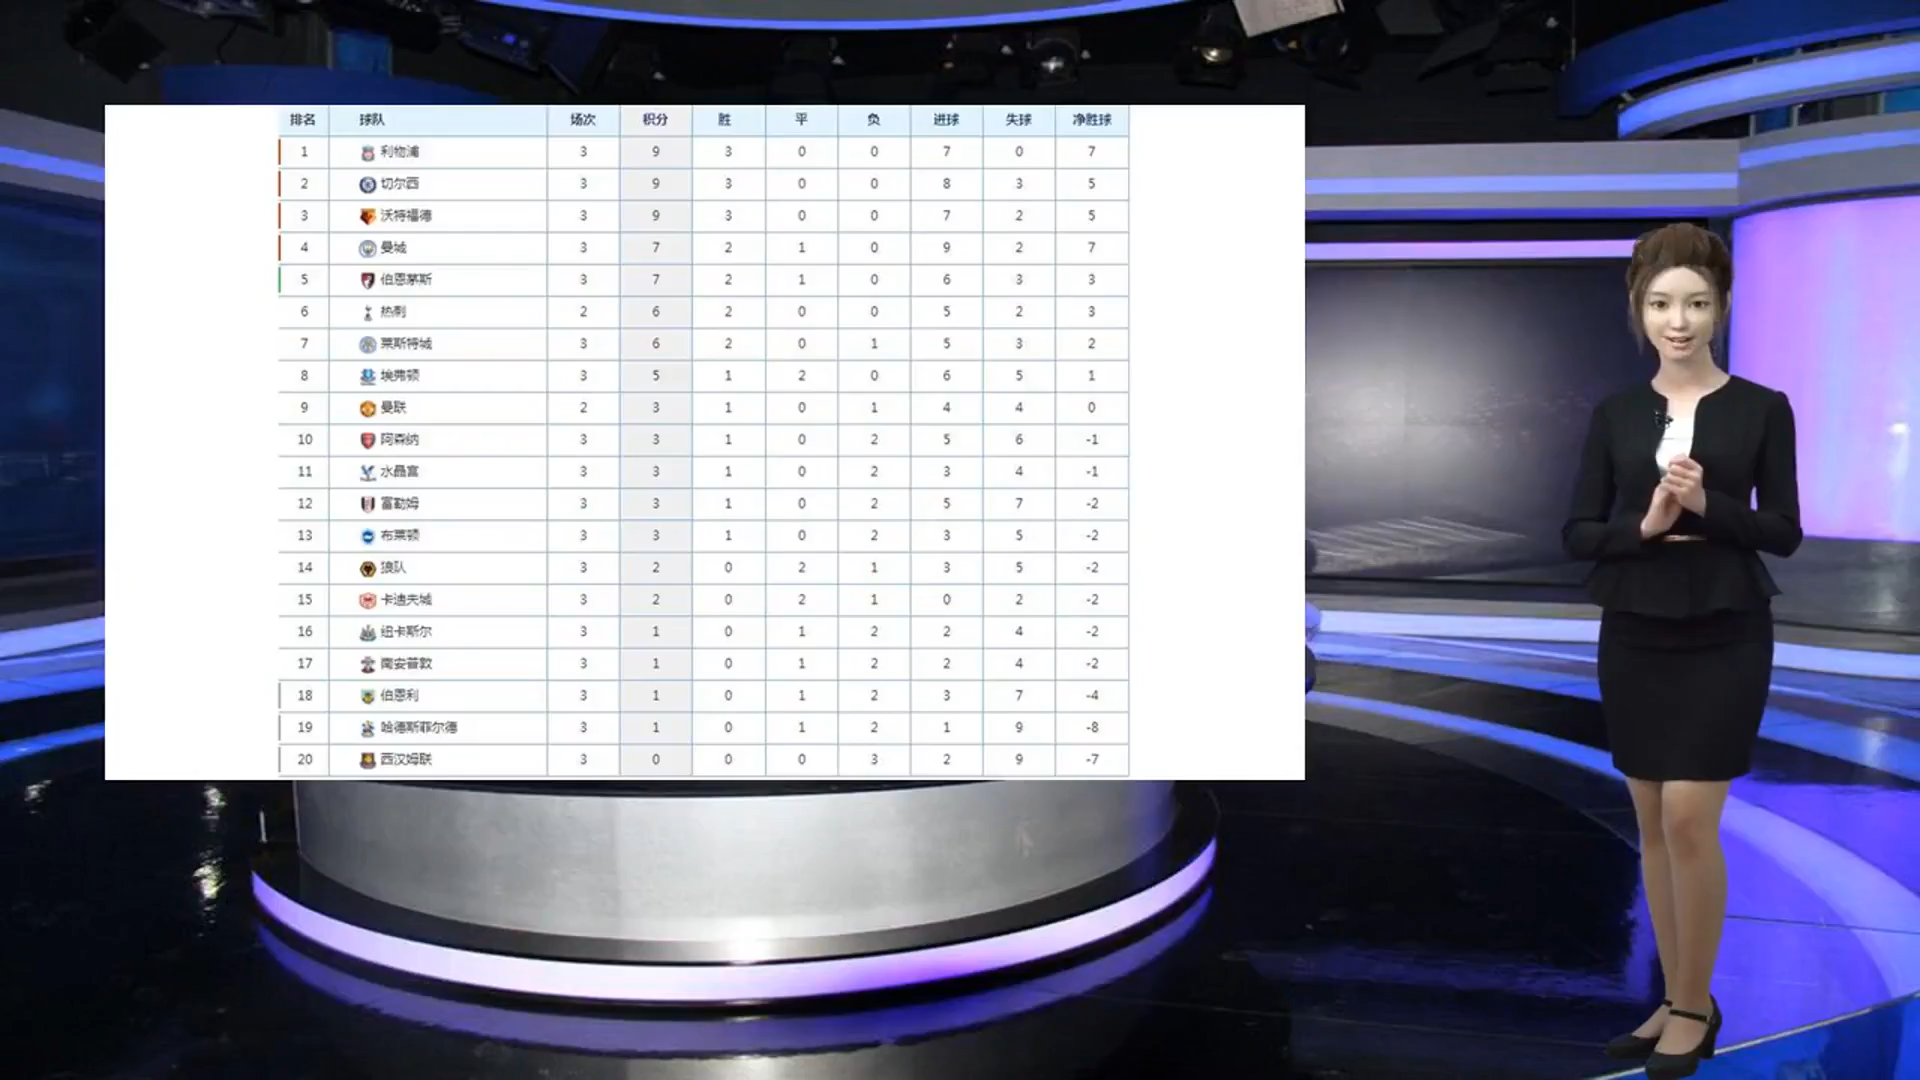 排名 球队 场次 积分 胜 平 负 进球 失球 净胜球
1 利物浦 3 9 3 0 0 7 0 7
2 切尔西 3 9 3 0 0 8 3 5
3 沃特福德 3 9 3 0 0 7 2 5
4 曼城 3 7 2 1 0 9 2 7
5 伯恩茅斯 3 7 2 1 0 6 3 3
6 热刺 2 6 2 0 0 5 2 3
7 莱斯特城 3 6 2 0 1 5 3 2
8 埃弗顿 3 5 1 2 0 6 5 1
9 曼联 2 3 1 0 1 4 4 0
10 阿森纳 3 3 1 0 2 5 6 -1
11 水晶宫 3 3 1 0 2 3 4 -1
12 富勒姆 3 3 1 0 2 5 7 -2
13 布莱顿 3 3 1 0 2 3 5 -2
14 狼队 3 2 0 2 1 3 5 -2
15 卡迪夫城 3 2 0 2 1 0 2 -2
16 纽卡斯尔 3 1 0 1 2 2 4 -2
17 南安普敦 3 1 0 1 2 2 4 -2
18 伯恩利 3 1 0 1 2 3 7 -4
19 哈德斯菲尔德 3 1 0 1 2 1 9 -8
20 西汉姆联 3 0 0 0 3 2 9 -7